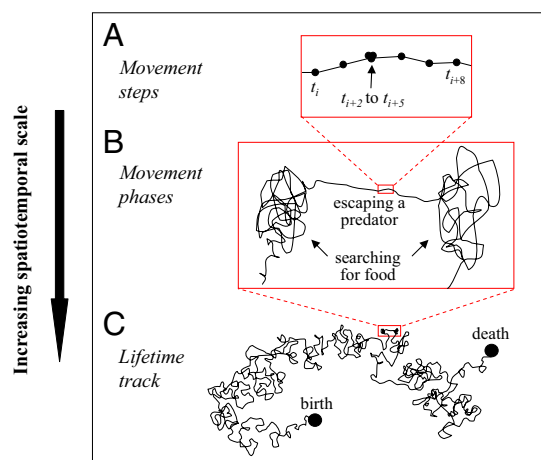 Increasing spatiotemporal scale
A
Movement
steps
t_i
t_{i+2} to t_{i+5}
t_{i+8}
B
Movement
phases
escaping a
predator
searching
for food
C
Lifetime
track
birth
death